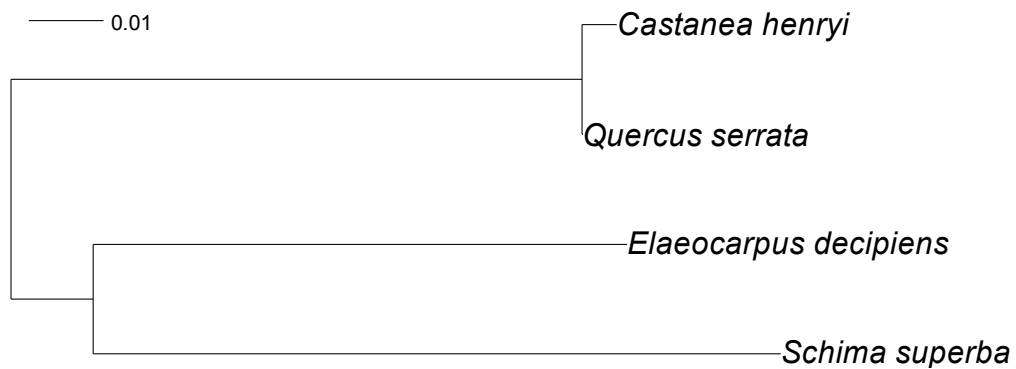 0.01
Castanea henryi
Quercus serrata
Elaeocarpus decipiens
Schima superba